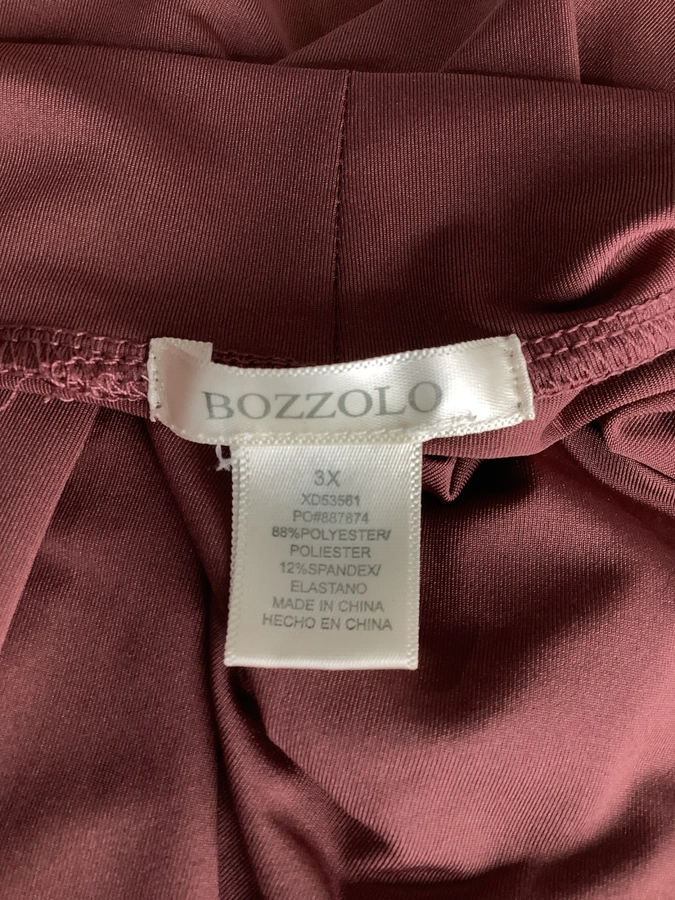 BOZZOLO
3X
XD53561
PO#887874
88%POLYESTER/
POLIESTER
12%SPANDEX/
ELASTANO
MADE IN CHINA
HECHO EN CHINA